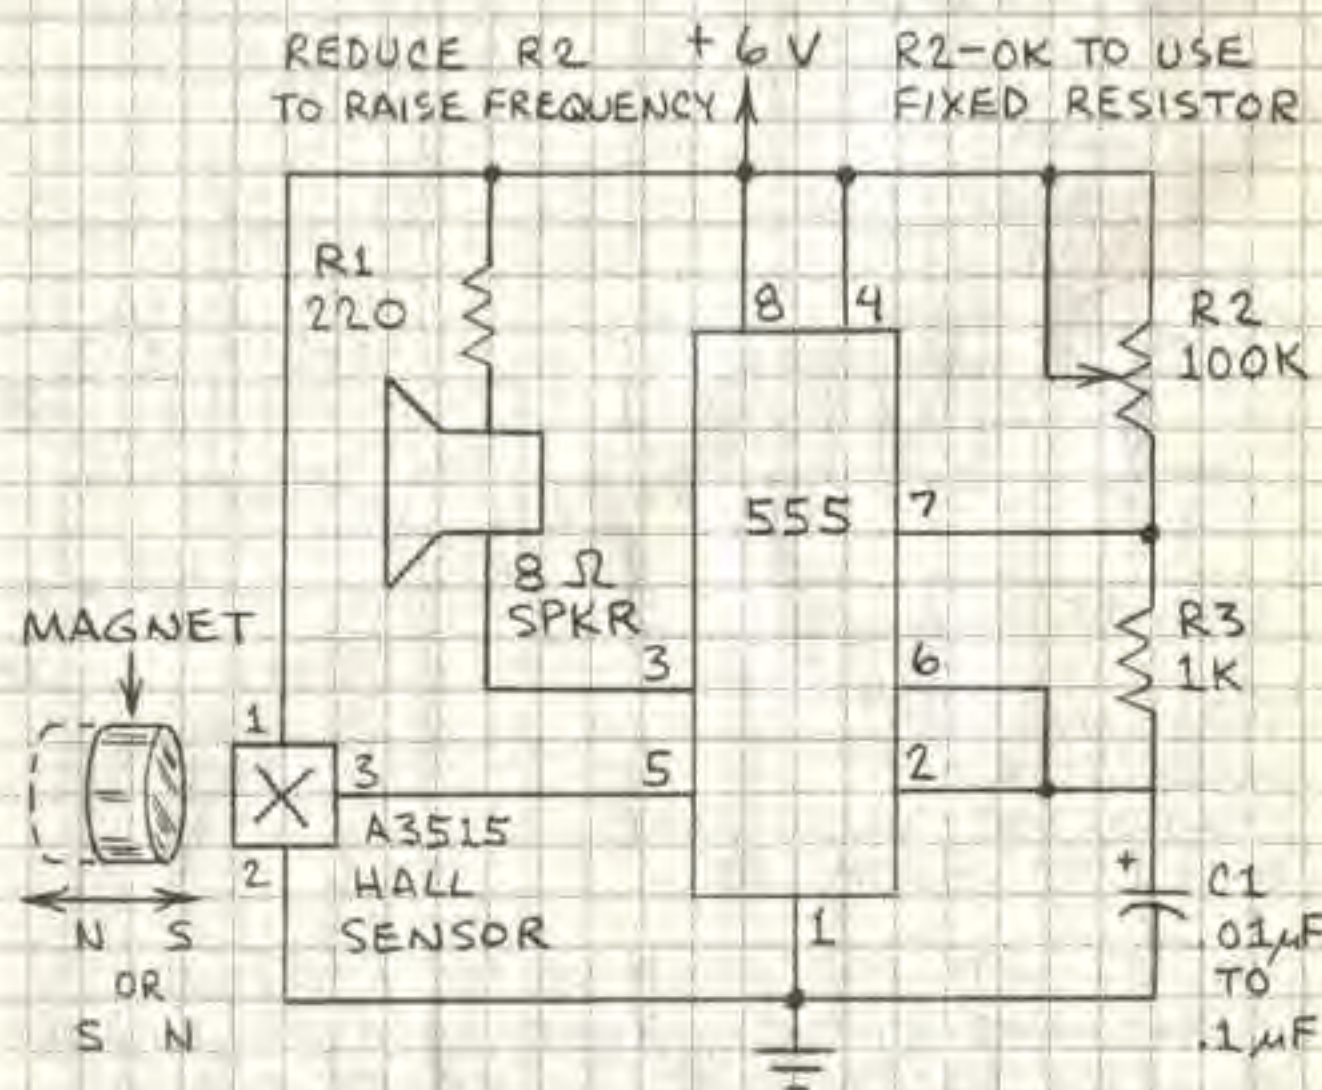 REDUCE R2
TO RAISE FREQUENCY
+6V
R2-OK TO USE
FIXED RESISTOR
R1
220
8
4
R2
100K
555
7
8 Ω
SPKR
MAGNET
3
6
R3
1K
1
3
5
2
A3515
HALL
SENSOR
2
+
C1
.01µF
TO
.1µF
1
N S
OR
S N